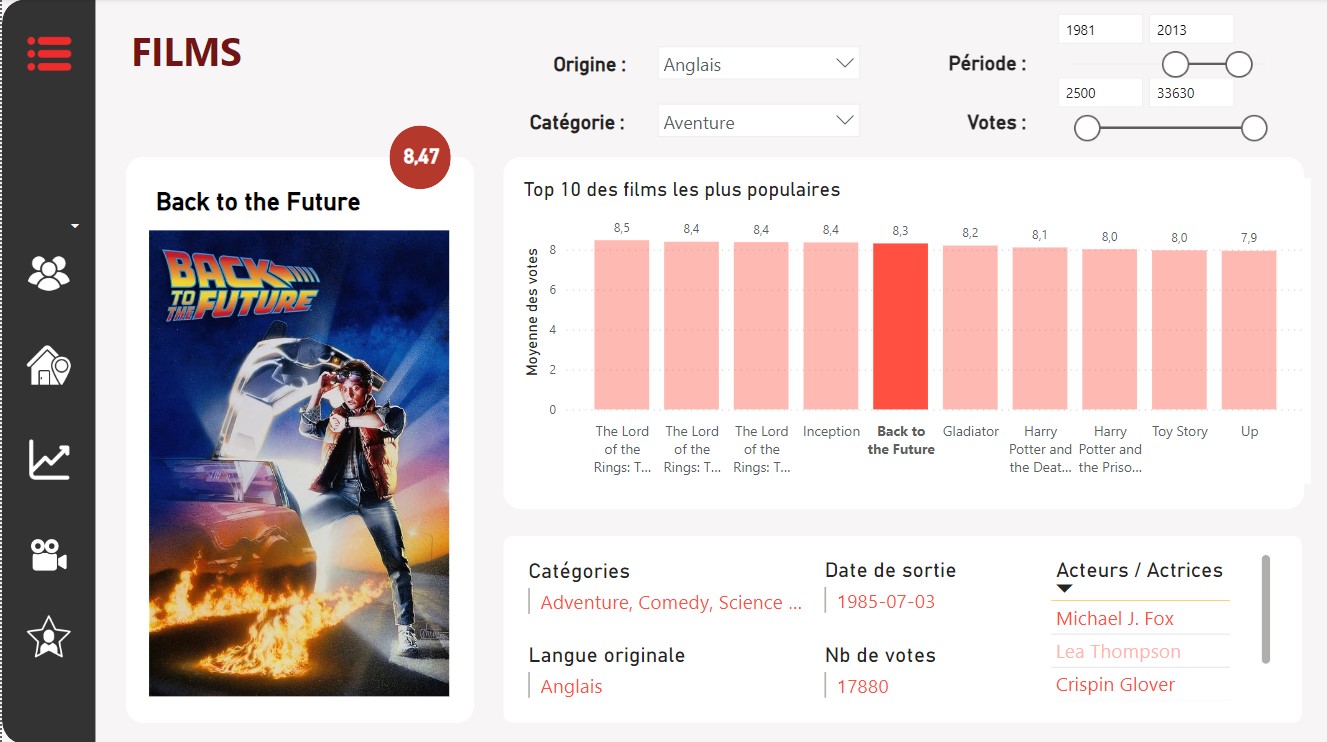 FILMS
Origine :
Anglais
Catégorie :
Aventure
Période :
1981
2013
Votes :
2500
33630
8,47
Back to the Future
BACK
TO
THE FUTURE
Top 10 des films les plus populaires
Moyenne des votes
8
6
4
2
0
8,5
8,4
8,4
8,4
8,3
8,2
8,1
8,0
8,0
7,9
The Lord
of the
Rings: T...
The Lord
of the
Rings: T...
The Lord
of the
Rings: T...
Inception
Back to
the Future
Gladiator
Harry
Potter and
the Deat...
Harry
Potter and
the Priso...
Toy Story
Up
Catégories
Adventure, Comedy, Science ...
Langue originale
Anglais
Date de sortie
1985-07-03
Nb de votes
17880
Acteurs / Actrices
Michael J. Fox
Lea Thompson
Crispin Glover